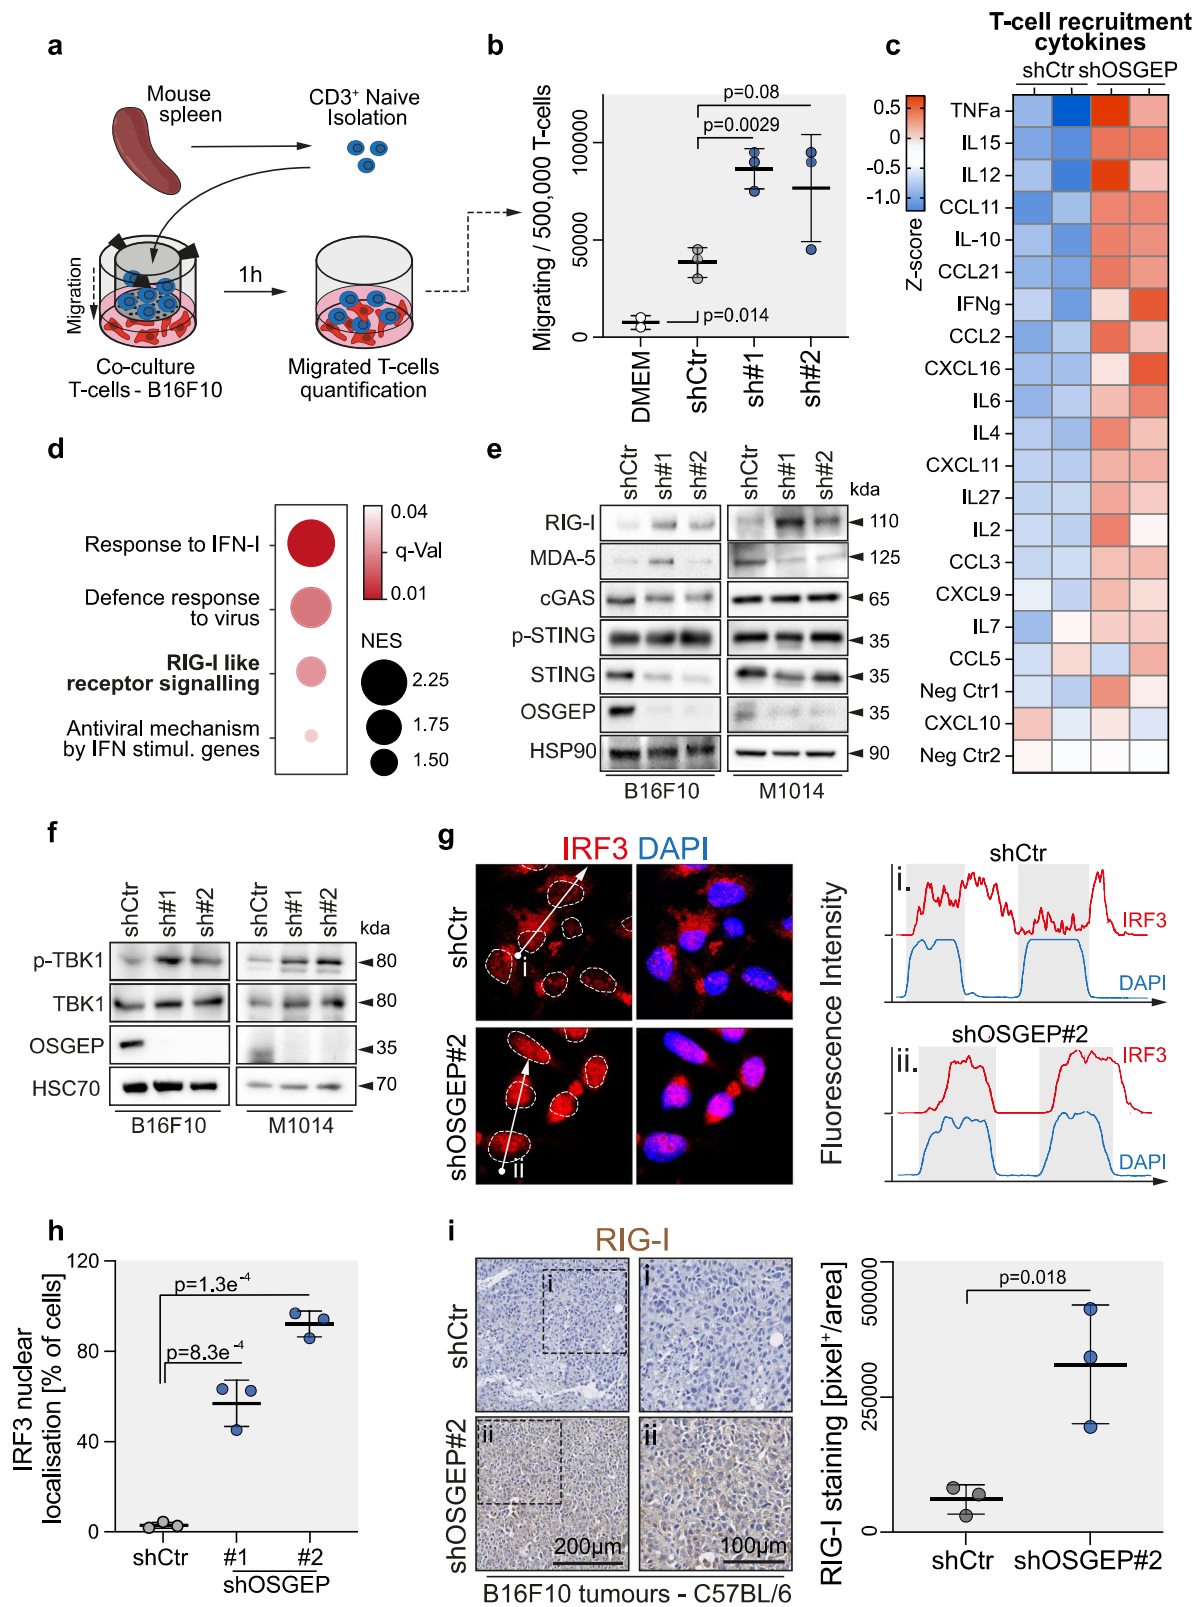 a
Mouse
spleen
CD3⁺ Naive
Isolation
Migration
1h
Co-culture
T-cells - B16F10
Migrated T-cells
quantification
b
Migrating / 500,000 T-cells
100000
50000
0
p=0.08
p=0.0029
p=0.014
DMEM
shCtr
sh#1
sh#2
c
T-cell recruitment
cytokines
shCtr shOSGEP
0.5
0
-0.5
-1.0
Z-score
TNFa
IL15
IL12
CCL11
IL-10
CCL21
IFNg
CCL2
CXCL16
IL6
IL4
CXCL11
IL27
IL2
CCL3
CXCL9
IL7
CCL5
Neg Ctr1
CXCL10
Neg Ctr2
d
Response to IFN-I
Defence response
to virus
RIG-I like
receptor signalling
Antiviral mechanism
by IFN stimul. genes
0.04
q-Val
0.01
NES
2.25
1.75
1.50
e
shCtr sh#1 sh#2 shCtr sh#1 sh#2
kda
RIG-I 110
MDA-5 125
cGAS 65
p-STING 35
STING 35
OSGEP 35
HSP90 90
B16F10 M1014
f
shCtr sh#1 sh#2 shCtr sh#1 sh#2
kda
p-TBK1 80
TBK1 80
OSGEP 35
HSC70 70
B16F10 M1014
g
IRF3 DAPI
shCtr
i
shOSGEP#2
ii
Fluorescence Intensity
shCtr
i.
IRF3
DAPI
shOSGEP#2
ii.
IRF3
DAPI
h
IRF3 nuclear
localisation [% of cells]
120
80
40
0
p=1.3e⁻⁴
p=8.3e⁻⁴
shCtr #1 #2
shOSGEP
i
RIG-I
shCtr
i
i
shOSGEP#2
ii
ii
200µm
100µm
B16F10 tumours - C57BL/6
RIG-I staining [pixel⁺/area]
500000
250000
0
p=0.018
shCtr shOSGEP#2